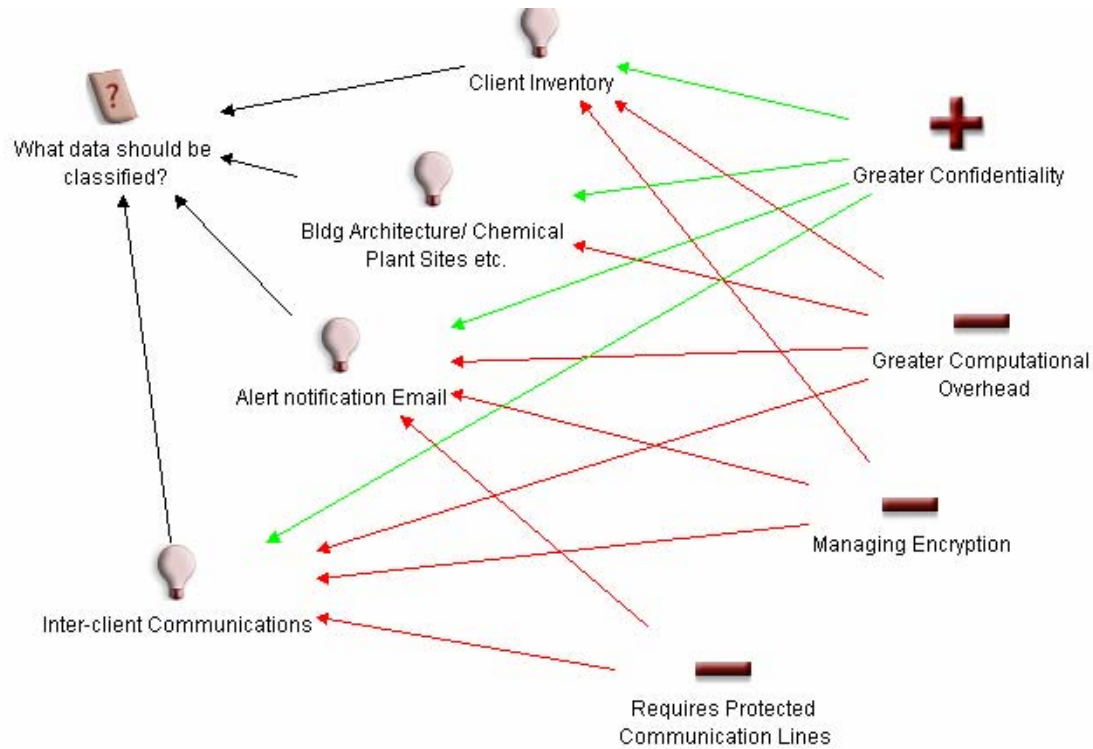 Client Inventory
?
What data should be
classified?
Greater Confidentiality
Bldg Architecture/ Chemical
Plant Sites etc.
Greater Computational
Overhead
Alert notification Email
Managing Encryption
Inter-client Communications
Requires Protected
Communication Lines